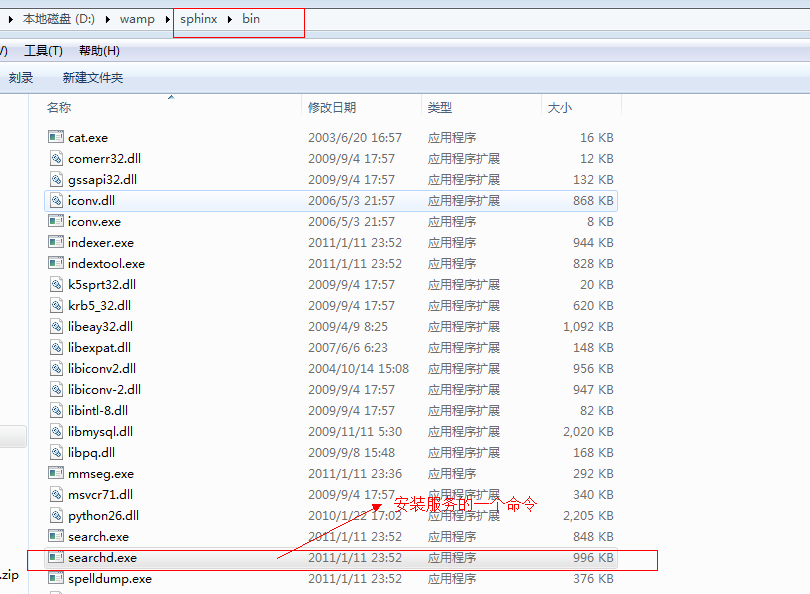 本地磁盘 (D:) wamp sphinx bin
V) 工具(T) 帮助(H)
刻录 新建文件夹
名称 修改日期 类型 大小
cat.exe 2003/6/20 16:57 应用程序 16 KB
comerr32.dll 2009/9/4 17:57 应用程序扩展 12 KB
gssapi32.dll 2009/9/4 17:57 应用程序扩展 132 KB
iconv.dll 2006/5/3 21:57 应用程序扩展 868 KB
iconv.exe 2006/5/3 21:57 应用程序 8 KB
indexer.exe 2011/1/11 23:52 应用程序 944 KB
indextool.exe 2011/1/11 23:52 应用程序 828 KB
k5sprt32.dll 2009/9/4 17:57 应用程序扩展 20 KB
krb5_32.dll 2009/9/4 17:57 应用程序扩展 620 KB
libeay32.dll 2009/4/9 8:25 应用程序扩展 1,092 KB
libexpat.dll 2007/6/6 6:23 应用程序扩展 148 KB
libiconv2.dll 2004/10/14 15:08 应用程序扩展 956 KB
libiconv-2.dll 2009/9/4 17:57 应用程序扩展 947 KB
libintl-8.dll 2009/9/4 17:57 应用程序扩展 82 KB
libmysql.dll 2009/11/11 5:30 应用程序扩展 2,020 KB
libpq.dll 2009/9/8 15:48 应用程序扩展 168 KB
mmseg.exe 2011/1/11 23:36 应用程序 292 KB
msvcr71.dll 2009/9/4 17:57 应用程序扩展 340 KB
安装服务的一个命令
python26.dll 2010/1/22 17:02 应用程序扩展 2,205 KB
search.exe 2011/1/11 23:52 应用程序 848 KB
searchd.exe 2011/1/11 23:52 应用程序 996 KB
.zip
spelldump.exe 2011/1/11 23:52 应用程序 376 KB